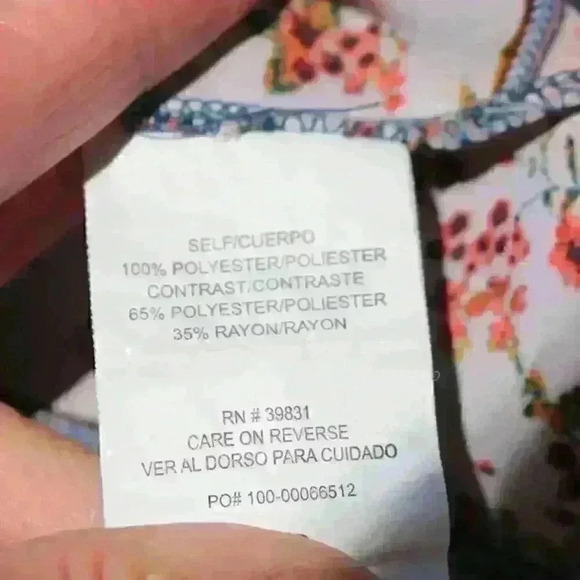 SELF/CUERPO
100% POLYESTER/POLIESTER
CONTRAST/CONTRASTE
65% POLYESTER/POLIESTER
35% RAYON/RAYON
RN # 39831
CARE ON REVERSE
VER AL DORSO PARA CUIDADO
PO# 100-00066512